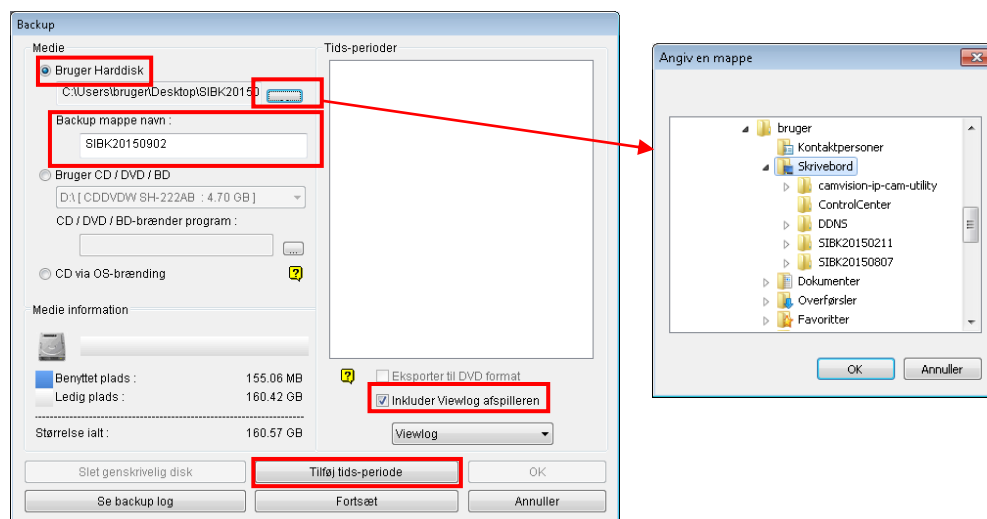 Backup
Medie
Bruger Harddisk
C:\Users\bruger\Desktop\SIBK20150
Backup mappe navn :
SIBK20150902
Bruger CD / DVD / BD
D:\ [ CDDVDW SH-222AB : 4.70 GB ]
CD / DVD / BD-brænder program :
...
CD via OS-brænding
?
Medie information
Benyttet plads : 155.06 MB
Ledig plads : 160.42 GB
Størrelse ialt : 160.57 GB
Tids-perioder
?
Eksporter til DVD format
Inkluder Viewlog afspilleren
Viewlog
Slet genskrivelig disk
Tilføj tids-periode
OK
Se backup log
Fortsæt
Annuller
Angiv en mappe
bruger
Kontaktpersoner
Skrivebord
camvision-ip-cam-utility
ControlCenter
DDNS
SIBK20150211
SIBK20150807
Dokumenter
Overførsler
Favoritter
OK
Annuller